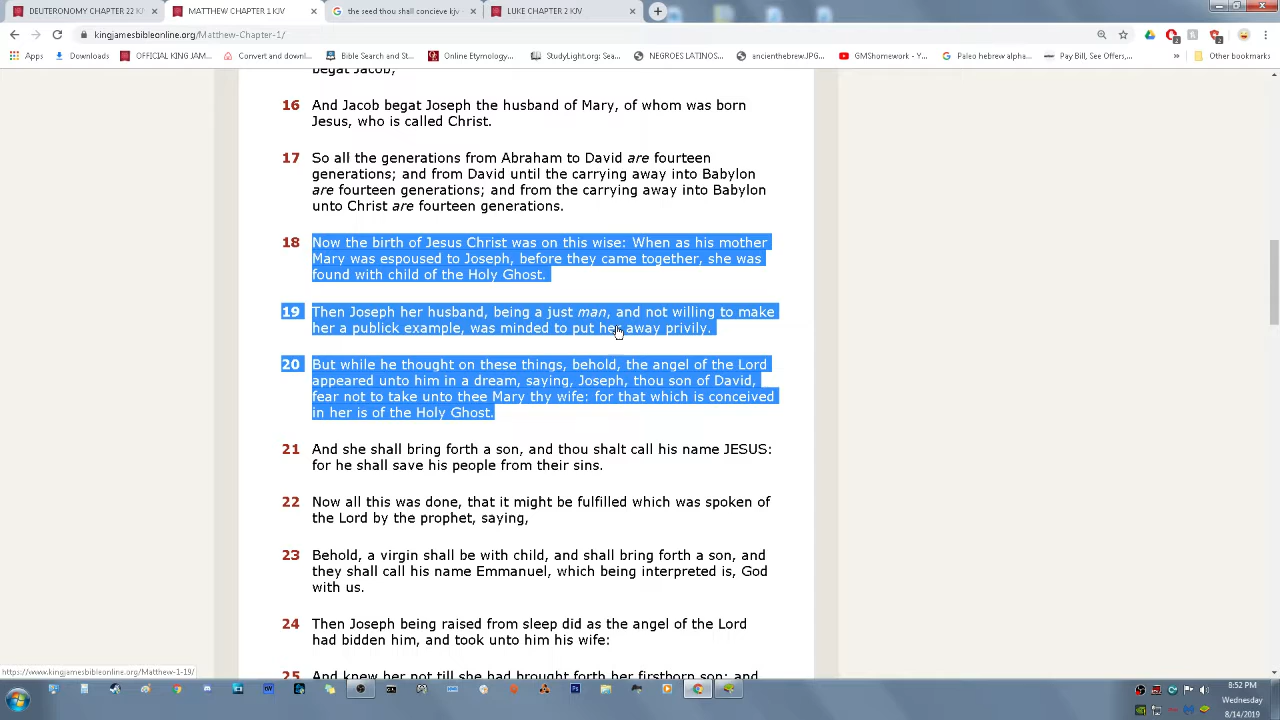 DEUTERONOMY CHAPTER 22 KJV
MATTHEW CHAPTER 1 KJV
the seed thou shall concieve kjv
LUKE CHAPTER 2 KJV
kingjamesbibleonline.org/Matthew-Chapter-1/
Apps
Downloads
OFFICIAL KING JAM...
Convert and downl...
Bible Search and St...
Online Etymology...
StudyLight.org: Sea...
NEGROES LATINOS...
ancienthebrew.JPG...
GMShomework - Y...
Paleo hebrew alpha...
Pay Bill, See Offers,...
»
Other bookmarks
begat Jacob;
16 And Jacob begat Joseph the husband of Mary, of whom was born
Jesus, who is called Christ.
17 So all the generations from Abraham to David are fourteen
generations; and from David until the carrying away into Babylon
are fourteen generations; and from the carrying away into Babylon
unto Christ are fourteen generations.
18 Now the birth of Jesus Christ was on this wise: When as his mother
Mary was espoused to Joseph, before they came together, she was
found with child of the Holy Ghost.
19 Then Joseph her husband, being a just man, and not willing to make
her a publick example, was minded to put her away privily.
20 But while he thought on these things, behold, the angel of the Lord
appeared unto him in a dream, saying, Joseph, thou son of David,
fear not to take unto thee Mary thy wife: for that which is conceived
in her is of the Holy Ghost.
21 And she shall bring forth a son, and thou shalt call his name JESUS:
for he shall save his people from their sins.
22 Now all this was done, that it might be fulfilled which was spoken of
the Lord by the prophet, saying,
23 Behold, a virgin shall be with child, and shall bring forth a son, and
they shall call his name Emmanuel, which being interpreted is, God
with us.
24 Then Joseph being raised from sleep did as the angel of the Lord
had bidden him, and took unto him his wife:
25 And knew her not till she had brought forth her firstborn son: and
https://www.kingjamesbibleonline.org/Matthew-1-19/
8:52 PM
Wednesday
8/14/2019